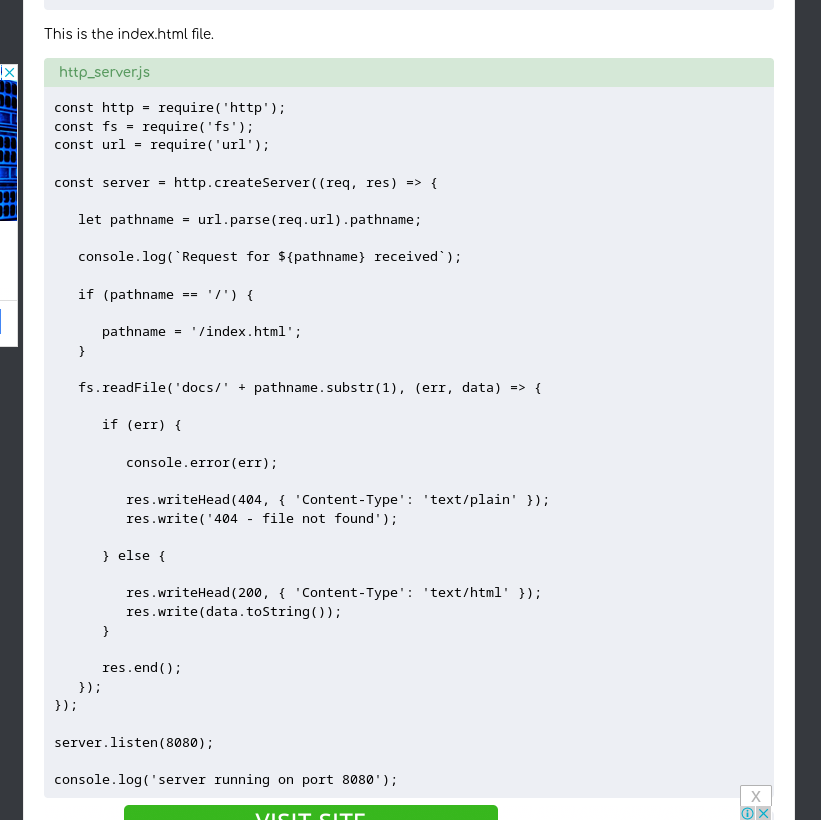 This is the index.html file.
http_server.js
const http = require('http');
const fs = require('fs');
const url = require('url');
const server = http.createServer((req, res) => {
let pathname = url.parse(req.url).pathname;
console.log(`Request for ${pathname} received`);
if (pathname == '/') {
pathname = '/index.html';
}
fs.readFile('docs/' + pathname.substr(1), (err, data) => {
if (err) {
console.error(err);
res.writeHead(404, { 'Content-Type': 'text/plain' });
res.write('404 - file not found');
} else {
res.writeHead(200, { 'Content-Type': 'text/html' });
res.write(data.toString());
}
res.end();
});
});
server.listen(8080);
console.log('server running on port 8080');
X
VISIT SITE